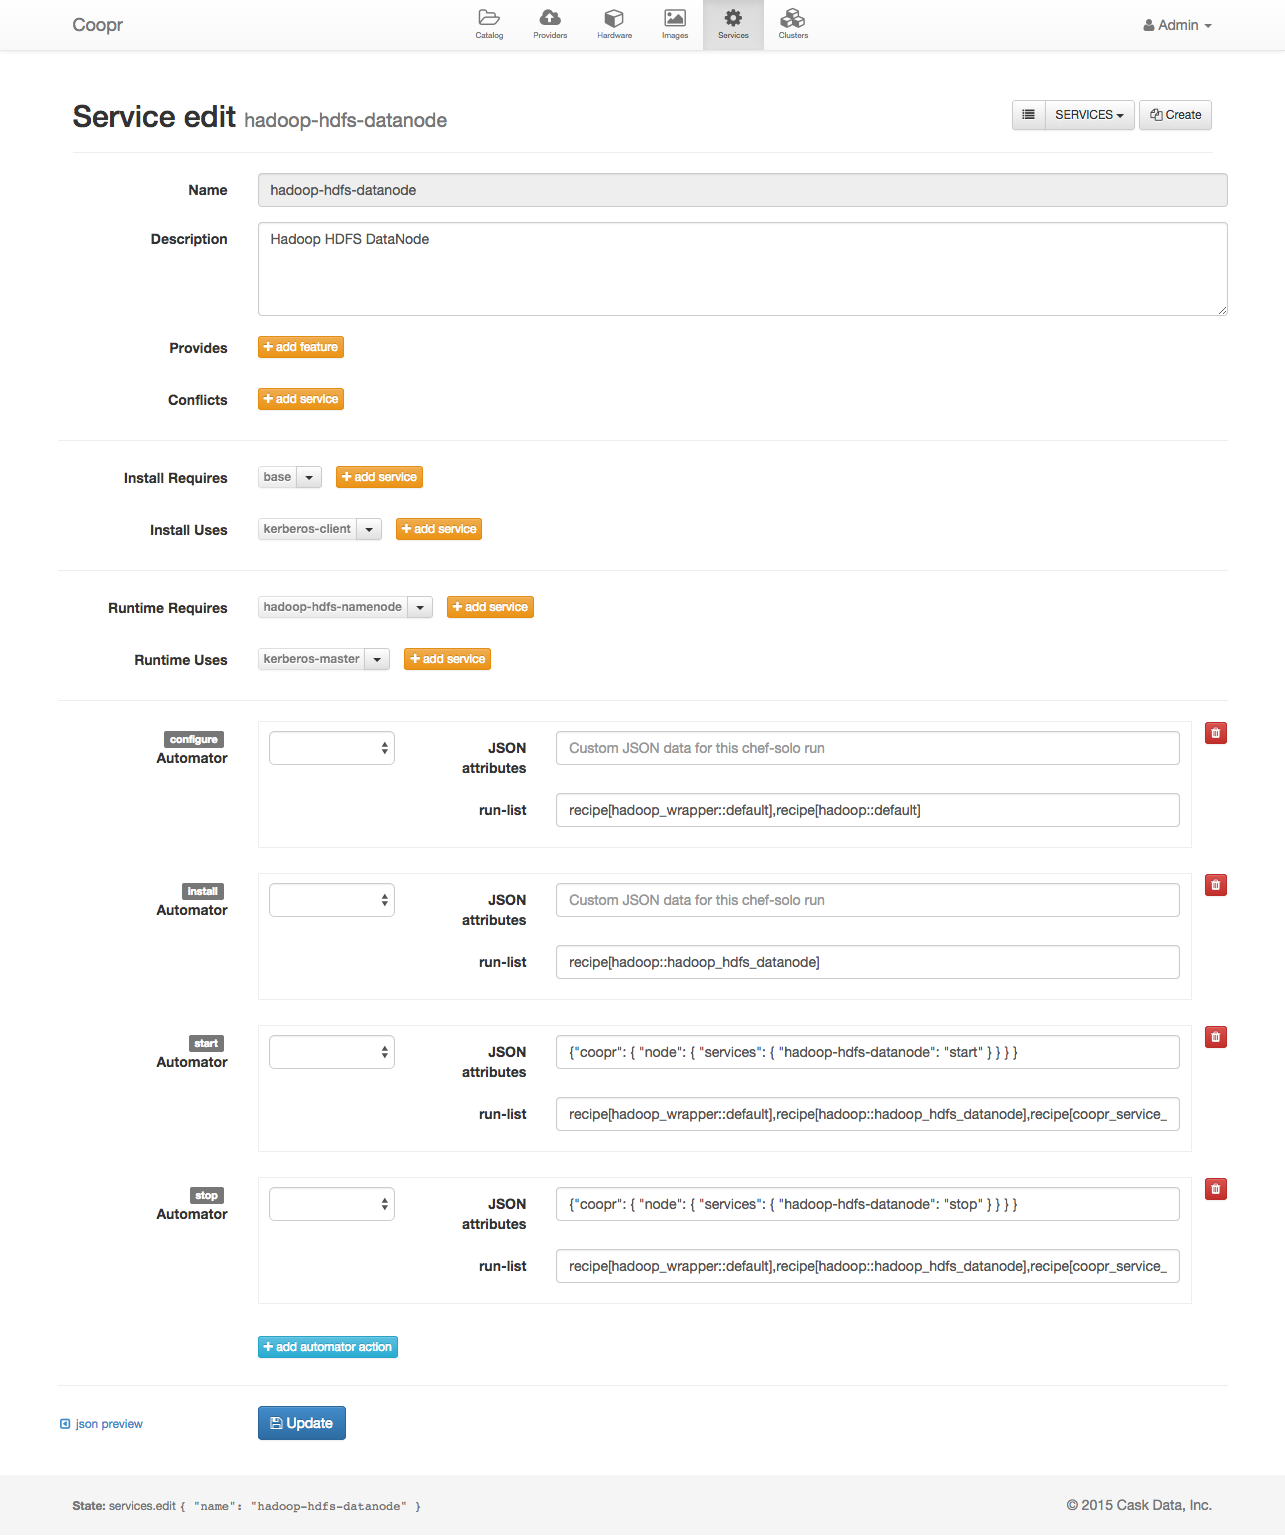 Coopr
Catalog
Providers
Hardware
Images
Services
Clusters
Admin
Service edit hadoop-hdfs-datanode
SERVICES
Create
Name
hadoop-hdfs-datanode
Description
Hadoop HDFS DataNode
Provides
+ add feature
Conflicts
+ add service
Install Requires
base
+ add service
Install Uses
kerberos-client
+ add service
Runtime Requires
hadoop-hdfs-namenode
+ add service
Runtime Uses
kerberos-master
+ add service
configure
Automator
JSON
attributes
Custom JSON data for this chef-solo run
run-list
recipe[hadoop_wrapper::default],recipe[hadoop::default]
install
Automator
JSON
attributes
Custom JSON data for this chef-solo run
run-list
recipe[hadoop::hadoop_hdfs_datanode]
start
Automator
JSON
attributes
{"coopr": { "node": { "services": { "hadoop-hdfs-datanode": "start" } } } }
run-list
recipe[hadoop_wrapper::default],recipe[hadoop::hadoop_hdfs_datanode],recipe[coopr_service_
stop
Automator
JSON
attributes
{"coopr": { "node": { "services": { "hadoop-hdfs-datanode": "stop" } } } }
run-list
recipe[hadoop_wrapper::default],recipe[hadoop::hadoop_hdfs_datanode],recipe[coopr_service_
+ add automator action
json preview
Update
State: services.edit { "name": "hadoop-hdfs-datanode" }
© 2015 Cask Data, Inc.